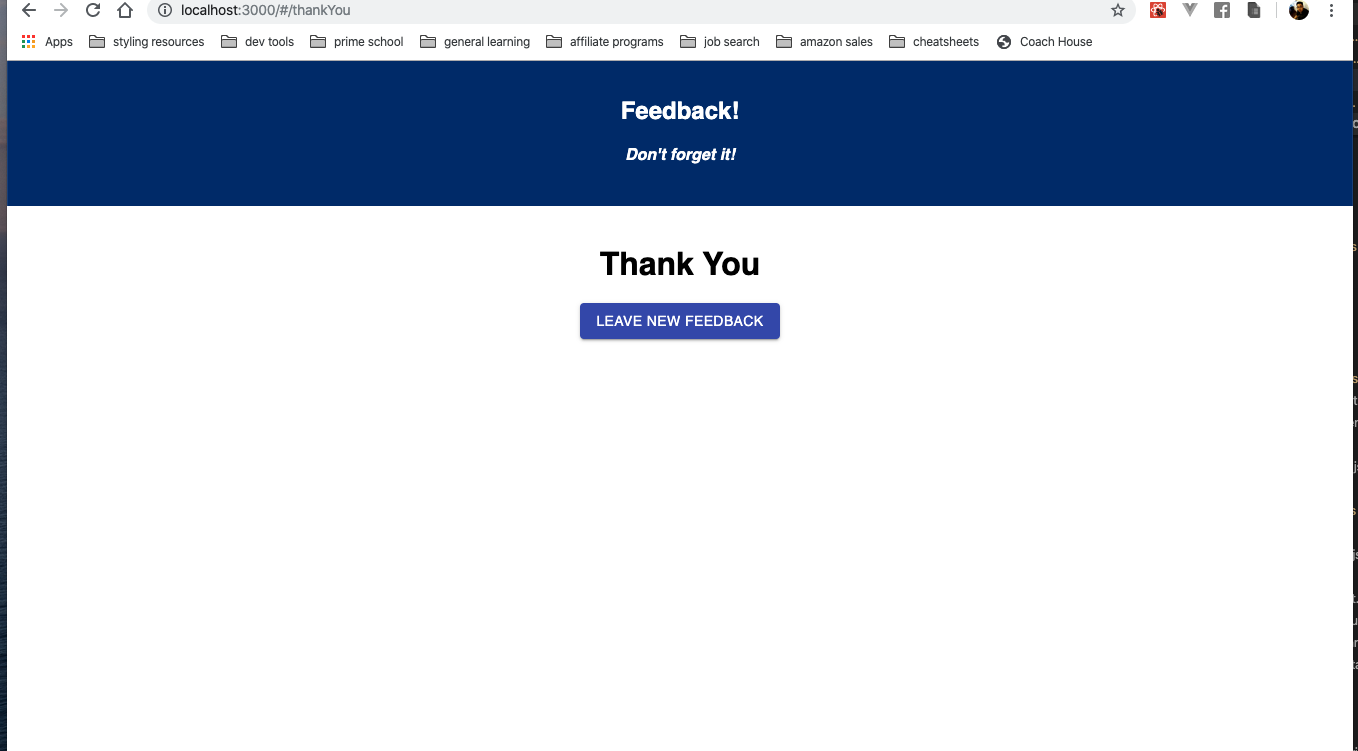 localhost:3000/#/thankYou
Apps styling resources dev tools prime school general learning affiliate programs job search amazon sales cheatsheets Coach House
Feedback!
Don't forget it!
Thank You
LEAVE NEW FEEDBACK